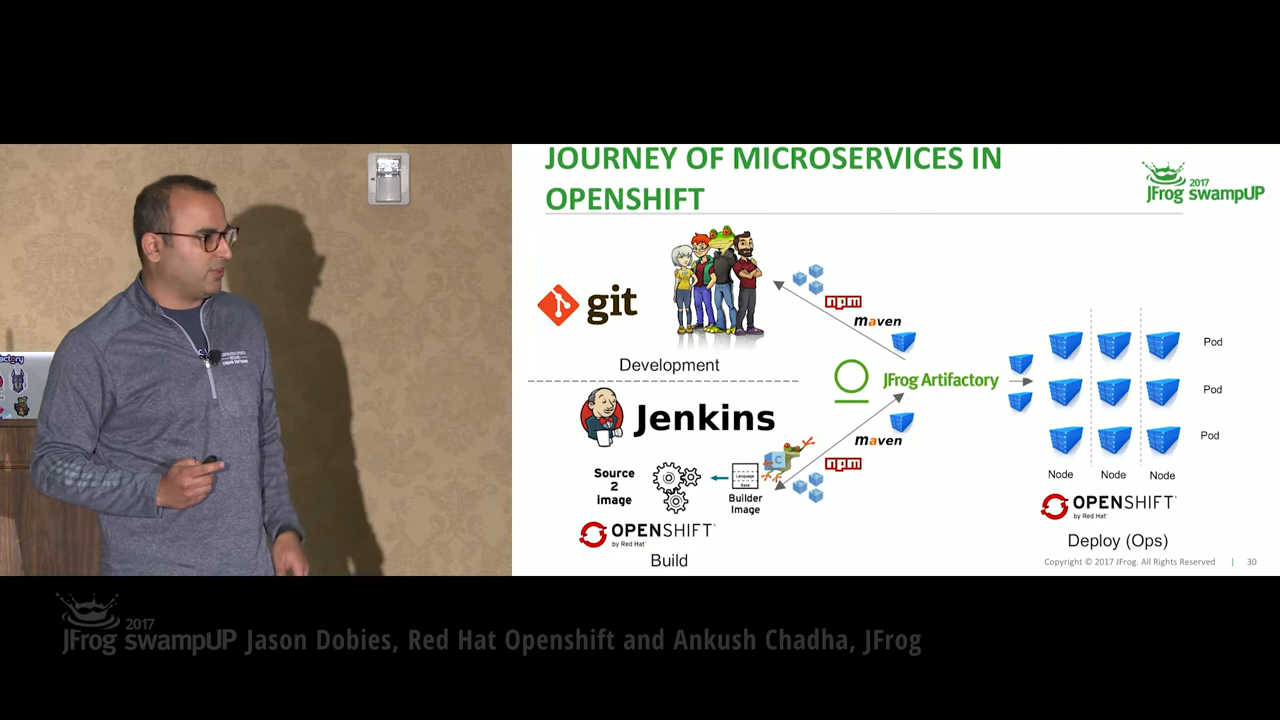 JOURNEY OF MICROSERVICES IN
OPENSHIFT
2017
JFrog swampUP
git
Development
npm
maven
JFrog Artifactory
Jenkins
maven
npm
Source
2
image
Language
Base
Builder
Image
C
OPENSHIFT
by Red Hat
Build
Pod
Pod
Pod
Node
Node
Node
OPENSHIFT
by Red Hat
Deploy (Ops)
Copyright © 2017 JFrog. All Rights Reserved | 30
2017
JFrog swampUP Jason Dobies, Red Hat Openshift and Ankush Chadha, JFrog